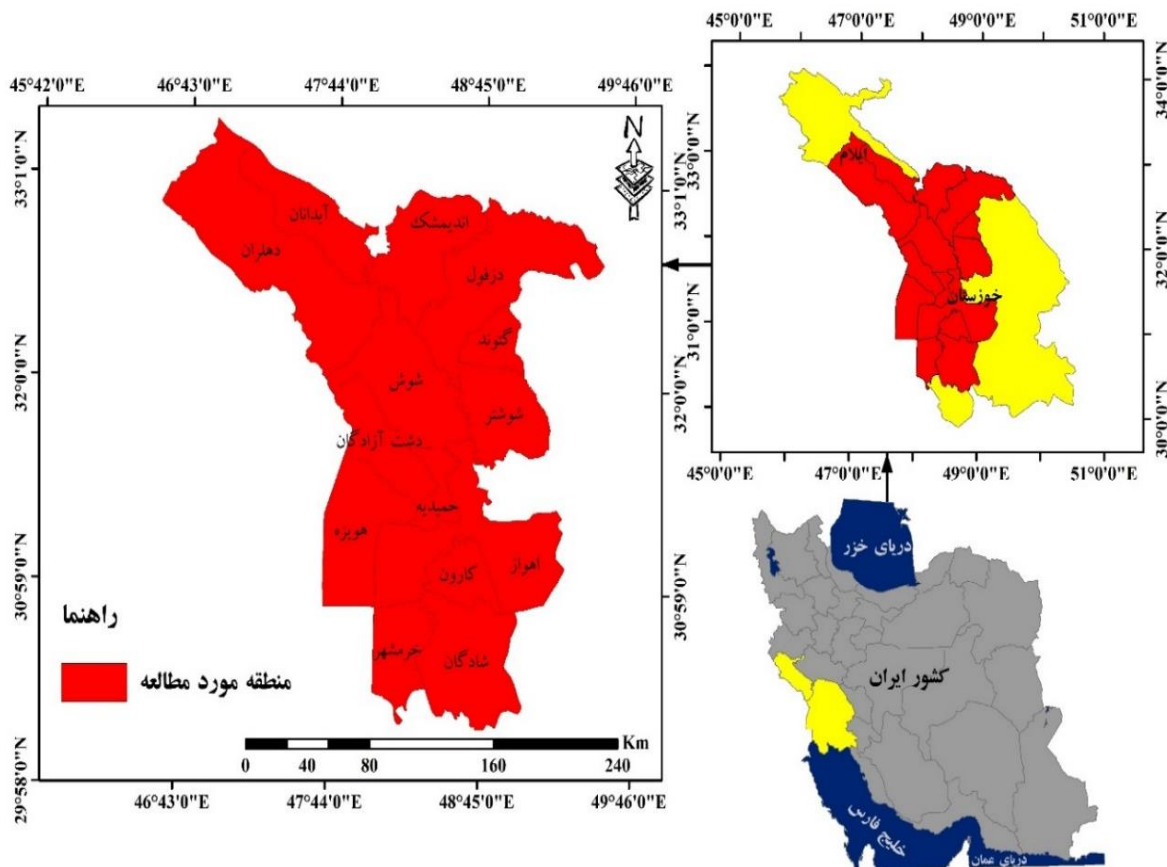 45°42'0"E 46°43'0"E 47°44'0"E 48°45'0"E 49°46'0"E
33°1'0"N
32°0'0"N
30°59'0"N
29°58'0"N
N
آبدانان
اندیمشک
دهلران
دزفول
گتوند
شوش
شوشتر
دشت آزادگان
حمیدیه
هویزه
اهواز
کارون
خرمشهر
شادگان
راهنما
منطقه مورد مطالعه
Km
0 40 80 160 240
46°43'0"E 47°44'0"E 48°45'0"E 49°46'0"E
33°1'0"N
32°0'0"N
30°59'0"N
45°0'0"E 47°0'0"E 49°0'0"E 51°0'0"E
33°0'0"N
31°0'0"N
ایلام
خوزستان
34°0'0"N
32°0'0"N
30°0'0"N
45°0'0"E 47°0'0"E 49°0'0"E 51°0'0"E
دریای خزر
کشور ایران
خلیج فارس
دریای عمان